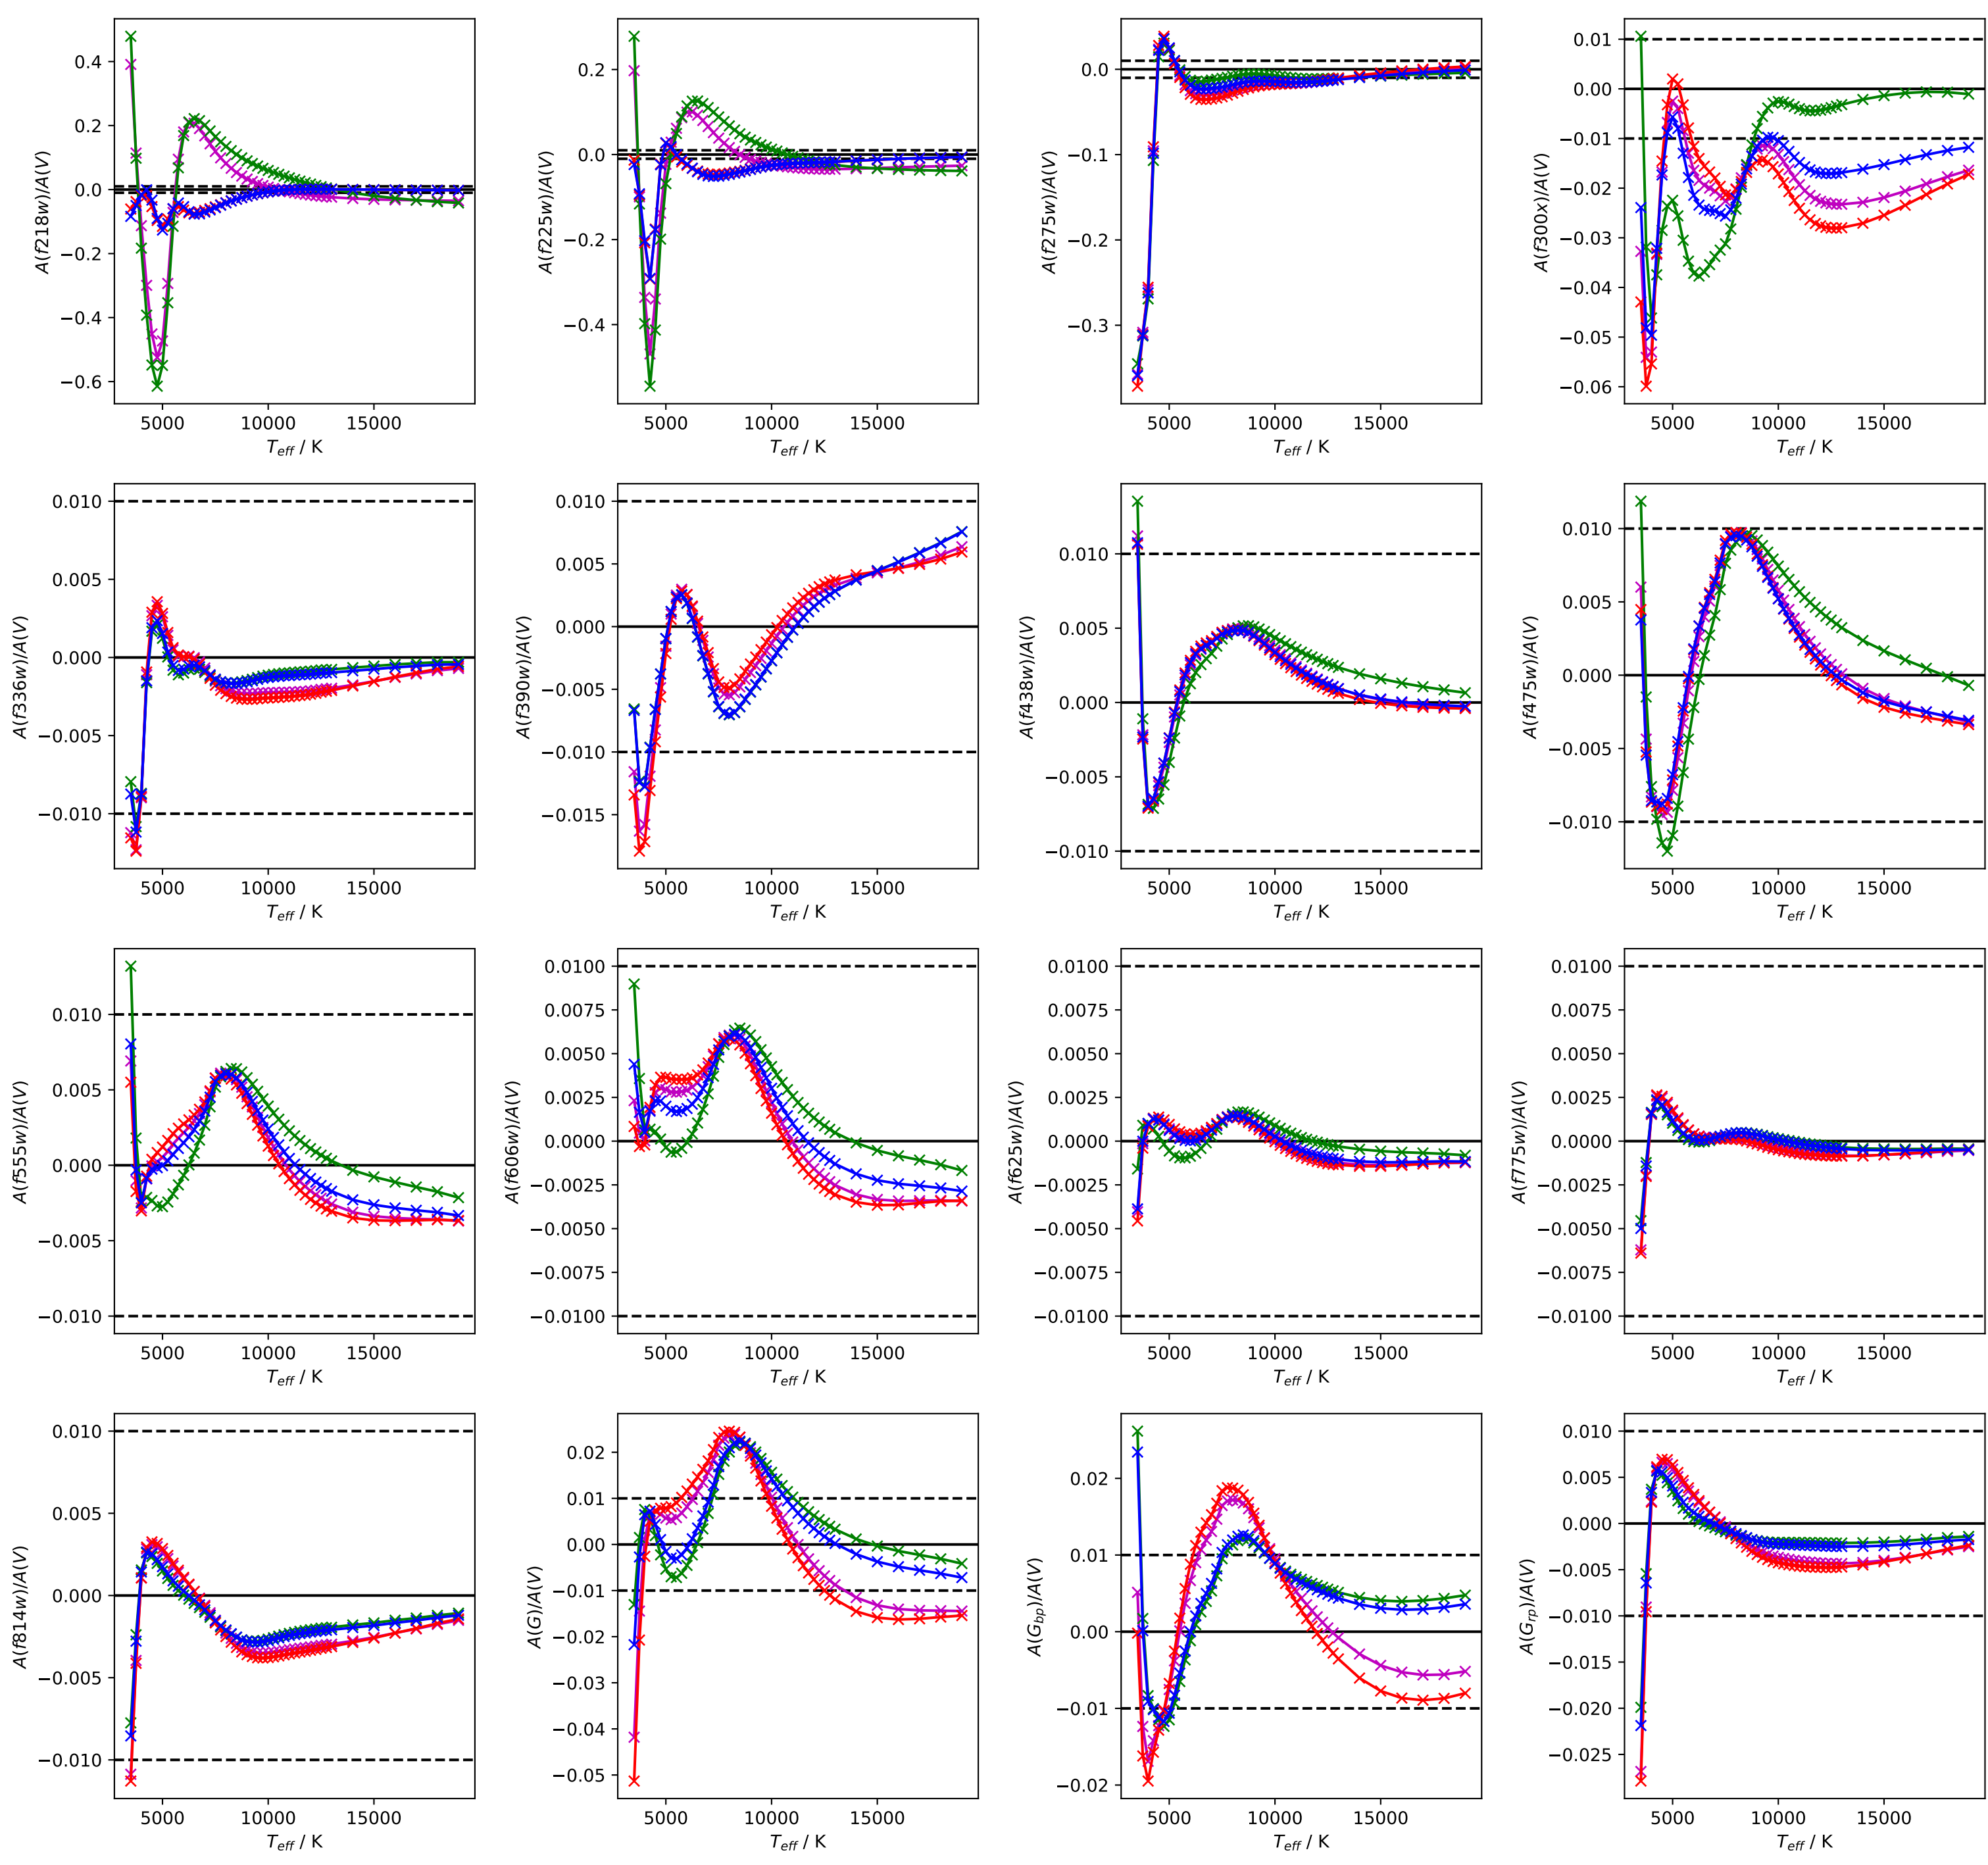 0.4
0.2
0.0
−0.2
−0.4
−0.6
A(f218w)/A(V)
5000 10000 15000
T_eff / K
0.2
0.0
−0.2
−0.4
A(f225w)/A(V)
5000 10000 15000
T_eff / K
0.0
−0.1
−0.2
−0.3
A(f275w)/A(V)
5000 10000 15000
T_eff / K
0.01
0.00
−0.01
−0.02
−0.03
−0.04
−0.05
−0.06
A(f300x)/A(V)
5000 10000 15000
T_eff / K
0.010
0.005
0.000
−0.005
−0.010
A(f336w)/A(V)
5000 10000 15000
T_eff / K
0.010
0.005
0.000
−0.005
−0.010
−0.015
A(f390w)/A(V)
5000 10000 15000
T_eff / K
0.010
0.005
0.000
−0.005
−0.010
A(f438w)/A(V)
5000 10000 15000
T_eff / K
0.010
0.005
0.000
−0.005
−0.010
A(f475w)/A(V)
5000 10000 15000
T_eff / K
0.010
0.005
0.000
−0.005
−0.010
A(f555w)/A(V)
5000 10000 15000
T_eff / K
0.0100
0.0075
0.0050
0.0025
0.0000
−0.0025
−0.0050
−0.0075
−0.0100
A(f606w)/A(V)
5000 10000 15000
T_eff / K
0.0100
0.0075
0.0050
0.0025
0.0000
−0.0025
−0.0050
−0.0075
−0.0100
A(f625w)/A(V)
5000 10000 15000
T_eff / K
0.0100
0.0075
0.0050
0.0025
0.0000
−0.0025
−0.0050
−0.0075
−0.0100
A(f775w)/A(V)
5000 10000 15000
T_eff / K
0.010
0.005
0.000
−0.005
−0.010
A(f814w)/A(V)
5000 10000 15000
T_eff / K
0.02
0.01
0.00
−0.01
−0.02
−0.03
−0.04
−0.05
A(G)/A(V)
5000 10000 15000
T_eff / K
0.02
0.01
0.00
−0.01
−0.02
A(G_bp)/A(V)
5000 10000 15000
T_eff / K
0.010
0.005
0.000
−0.005
−0.010
−0.015
−0.020
−0.025
A(G_rp)/A(V)
5000 10000 15000
T_eff / K